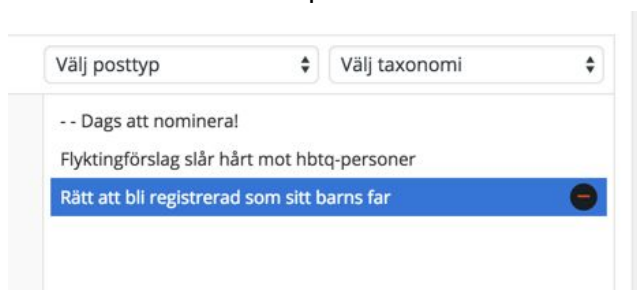 Välj posttyp Välj taxonomi
- - Dags att nominera!
Flyktingförslag slår hårt mot hbtq-personer
Rätt att bli registrerad som sitt barns far